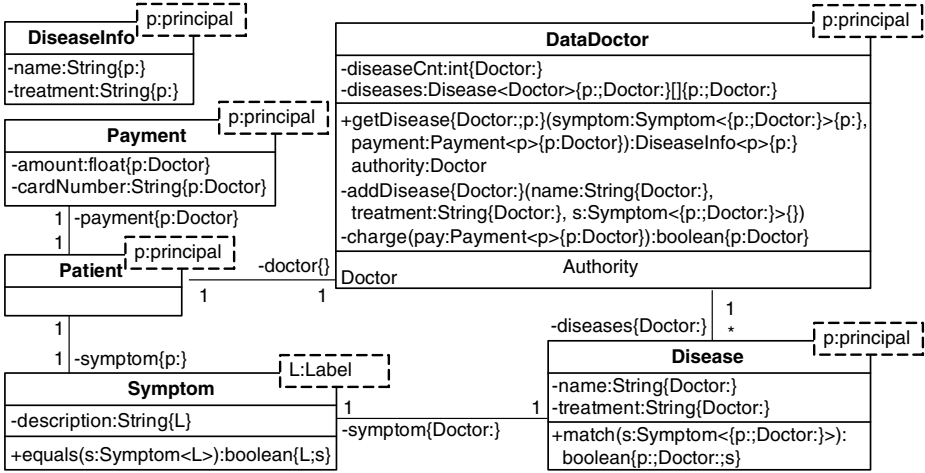 p:principal
DiseaseInfo
-name:String{p:}
-treatment:String{p:}
p:principal
Payment
-amount:float{p:Doctor}
-cardNumber:String{p:Doctor}
1
-payment{p:Doctor}
1
p:principal
Patient
-doctor{}
1
1
1
1
-symptom{p:}
L:Label
Symptom
-description:String{L}
+equals(s:Symptom<L>):boolean{L;s}
p:principal
DataDoctor
-diseaseCnt:int{Doctor:}
-diseases:Disease<Doctor>{p:;Doctor:}[]{p:;Doctor:}
+getDisease{Doctor:;p:}(symptom:Symptom<{p:;Doctor:}>{p:},
payment:Payment<p>{p:Doctor}):DiseaseInfo<p>{p:}
authority:Doctor
-addDisease{Doctor:}(name:String{Doctor:},
treatment:String{Doctor:}, s:Symptom<{p:;Doctor:}>{})
-charge(pay:Payment<p>{p:Doctor}):boolean{p:Doctor}
Authority
Doctor
1
-diseases{Doctor:}
*
p:principal
Disease
-name:String{Doctor:}
-treatment:String{Doctor:}
+match(s:Symptom<{p:;Doctor:}>):
boolean{p:;Doctor:;s}
1
1
-symptom{Doctor:}